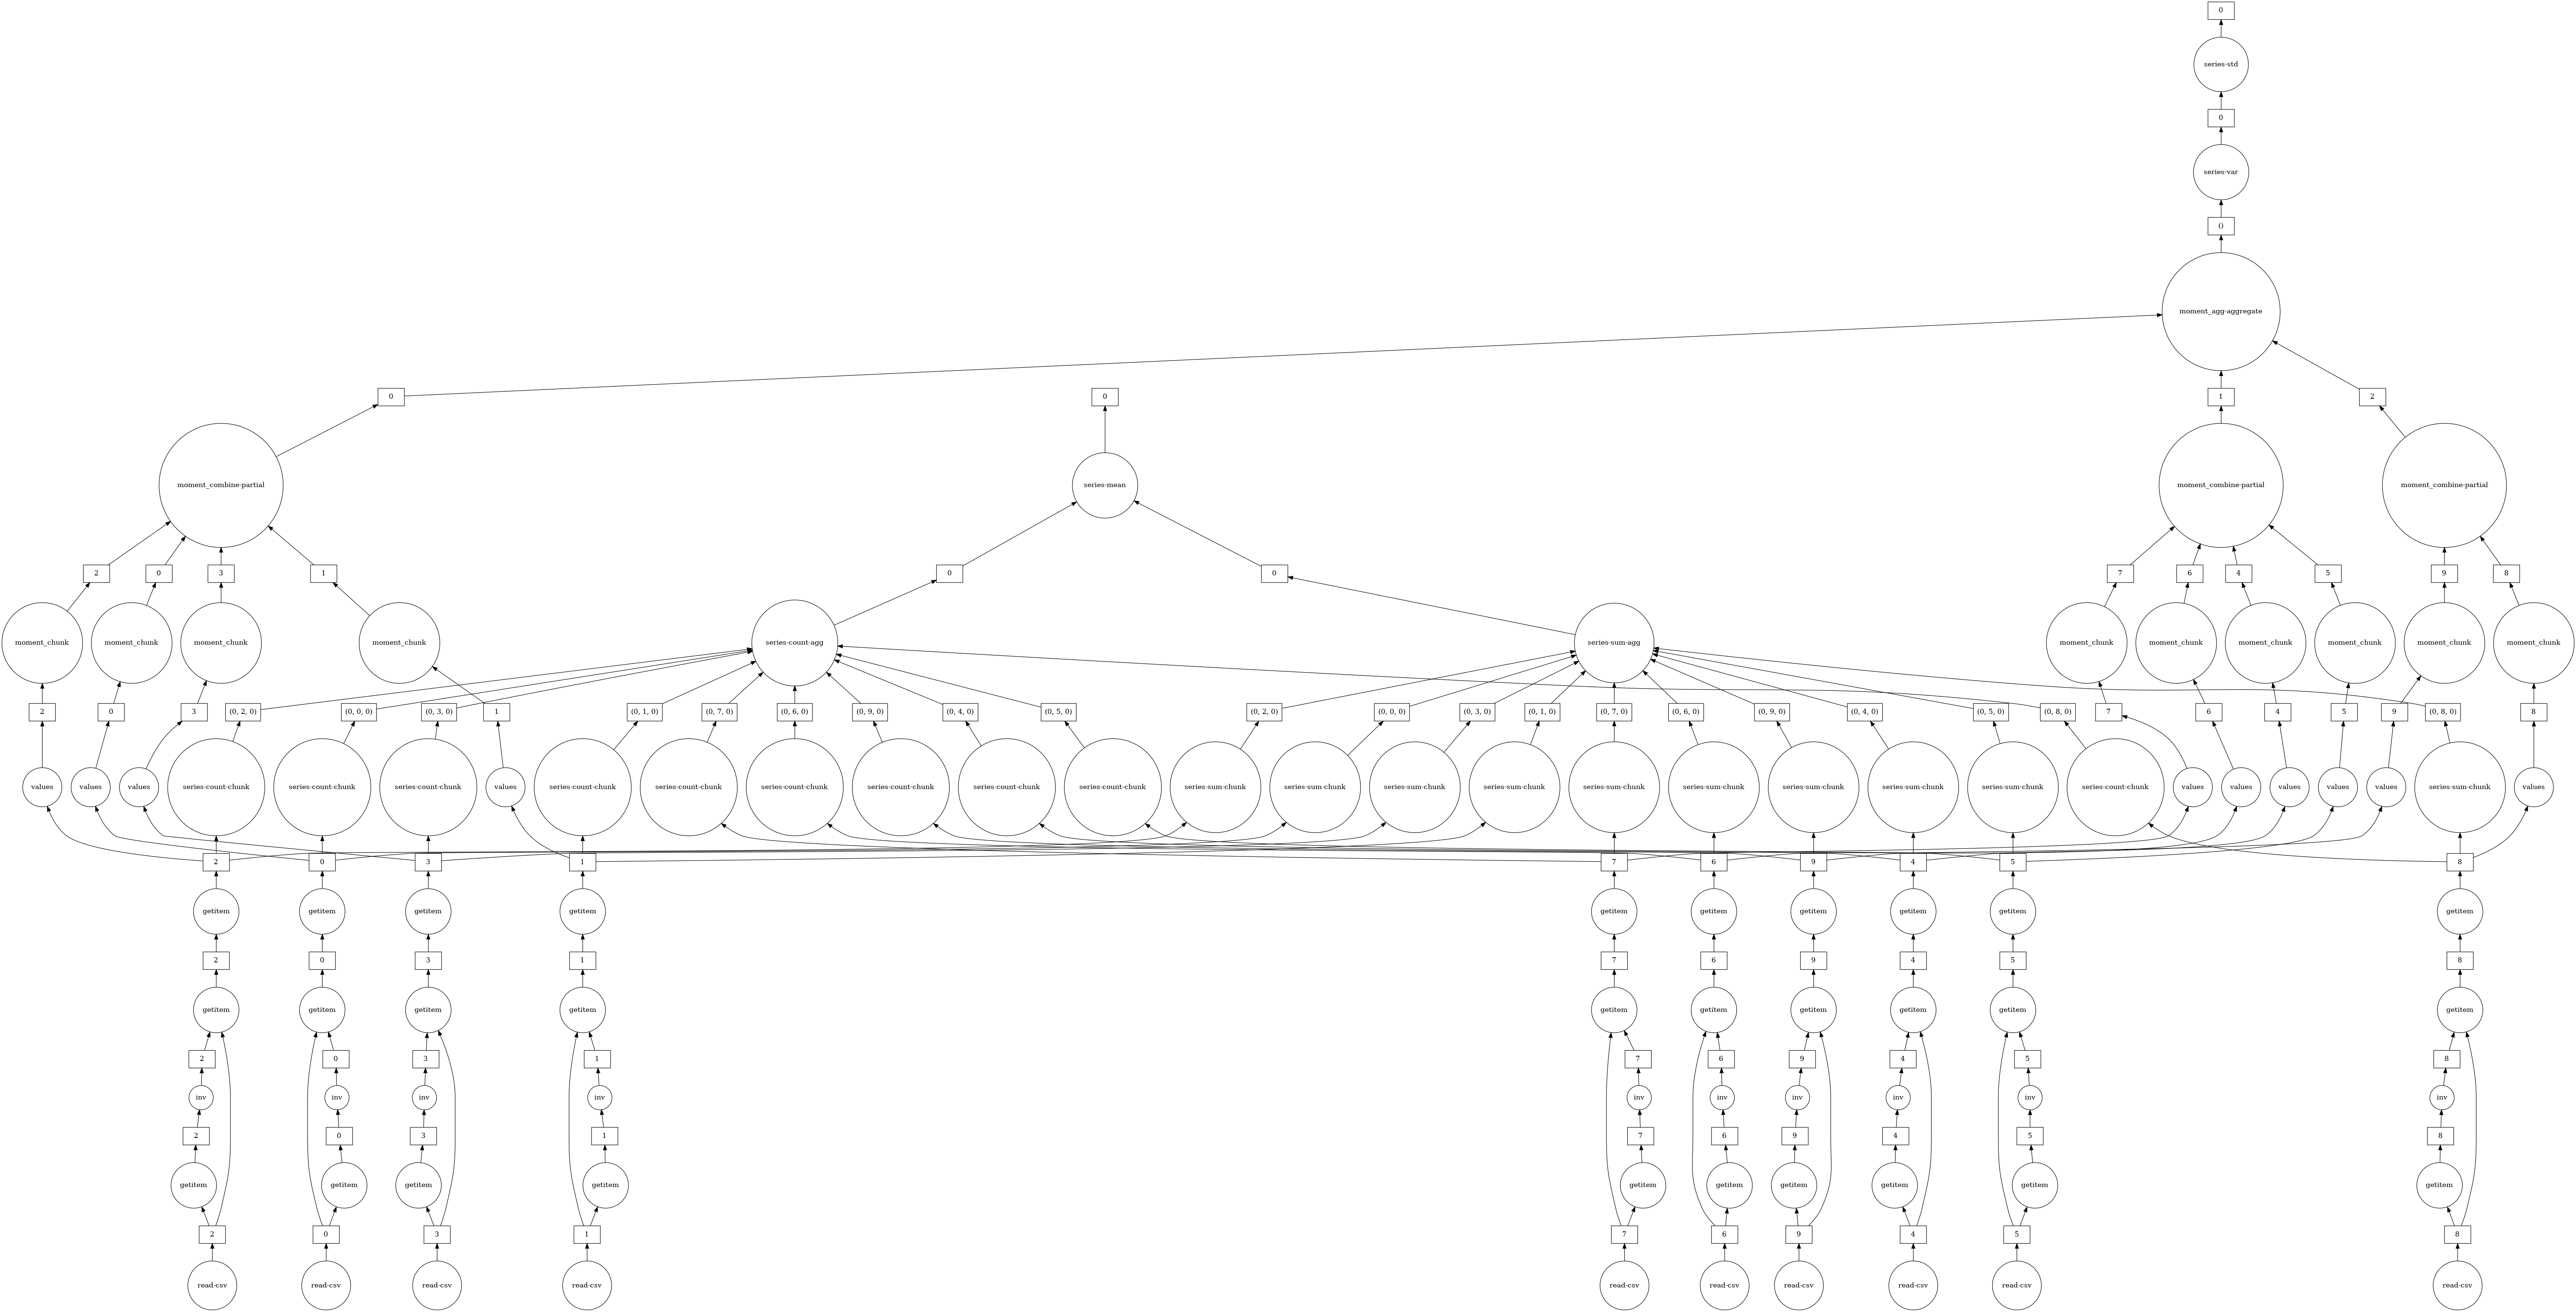 0
series-std
0
series-var
()
moment_agg-aggregate
0
0
1
2
moment_combine-partial
series-mean
moment_combine-partial
moment_combine-partial
2
0
3
1
0
0
7
6
4
5
9
8
moment_chunk
moment_chunk
moment_chunk
moment_chunk
series-count-agg
series-sum-agg
moment_chunk
moment_chunk
moment_chunk
moment_chunk
moment_chunk
moment_chunk
2
0
3
(0, 2, 0)
(0, 0, 0)
(0, 3, 0)
1
(0, 1, 0)
(0, 7, 0)
(0, 6, 0)
(0, 9, 0)
(0, 4, 0)
(0, 5, 0)
(0, 2, 0)
(0, 0, 0)
(0, 3, 0)
(0, 1, 0)
(0, 7, 0)
(0, 6, 0)
(0, 9, 0)
(0, 4, 0)
(0, 5, 0)
(0, 8, 0)
7
6
4
5
9
(0, 8, 0)
8
values
values
values
series-count-chunk
series-count-chunk
series-count-chunk
values
series-count-chunk
series-count-chunk
series-count-chunk
series-count-chunk
series-count-chunk
series-count-chunk
series-sum-chunk
series-sum-chunk
series-sum-chunk
series-sum-chunk
series-sum-chunk
series-sum-chunk
series-sum-chunk
series-sum-chunk
series-sum-chunk
series-count-chunk
values
values
values
values
values
series-sum-chunk
values
2
0
3
1
7
6
9
4
5
8
getitem
getitem
getitem
getitem
getitem
getitem
getitem
getitem
getitem
getitem
2
0
3
1
7
6
9
4
5
8
getitem
getitem
getitem
getitem
getitem
getitem
getitem
getitem
getitem
getitem
2
0
3
1
7
6
9
4
5
8
inv
inv
inv
inv
inv
inv
inv
inv
inv
inv
2
0
3
1
7
6
9
4
5
8
getitem
getitem
getitem
getitem
getitem
getitem
getitem
getitem
getitem
getitem
2
0
3
1
7
6
9
4
5
8
read-csv
read-csv
read-csv
read-csv
read-csv
read-csv
read-csv
read-csv
read-csv
read-csv